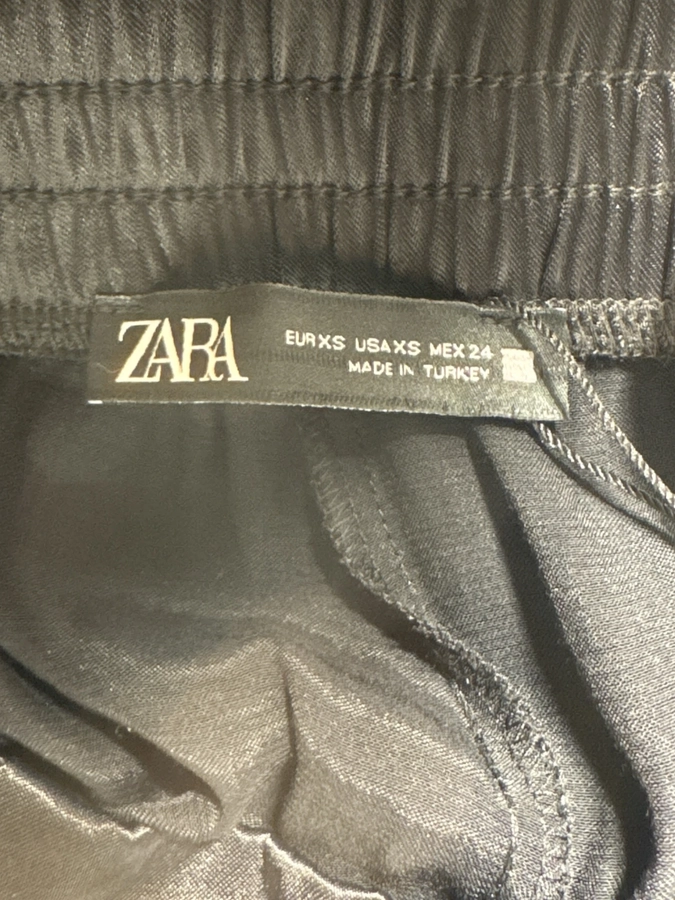 ZARA
EUR XS USA XS MEX 24
MADE IN TURKEY